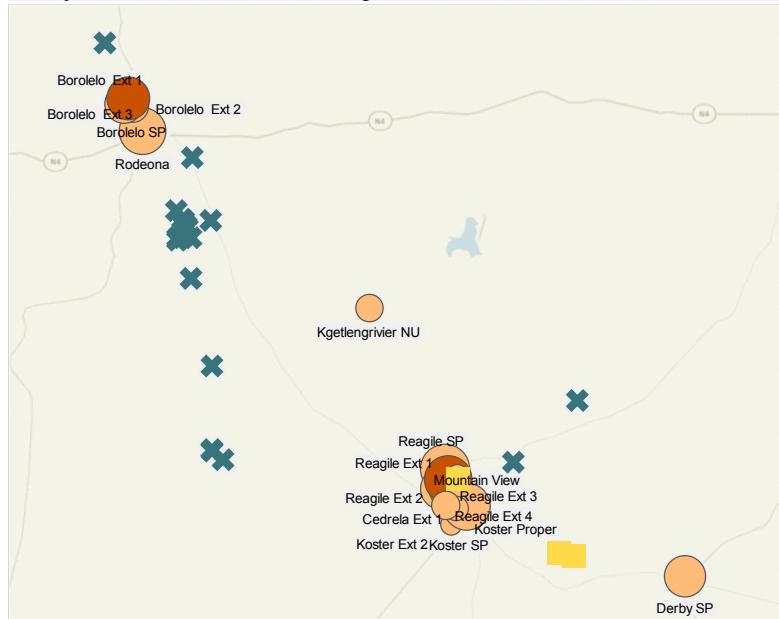 Borolelo  Ext 1
Borolelo  Ext 2
Borolelo  Ext 3
N4
N4
Borolelo SP
N4
Rodeona
Kgetlengrivier NU
Reagile SP
Reagile Ext 1
Mountain View
Reagile Ext 2
Reagile Ext 3
Cedrela Ext 1
Reagile Ext 4
Koster Proper
Koster Ext 2
Koster SP
Derby SP